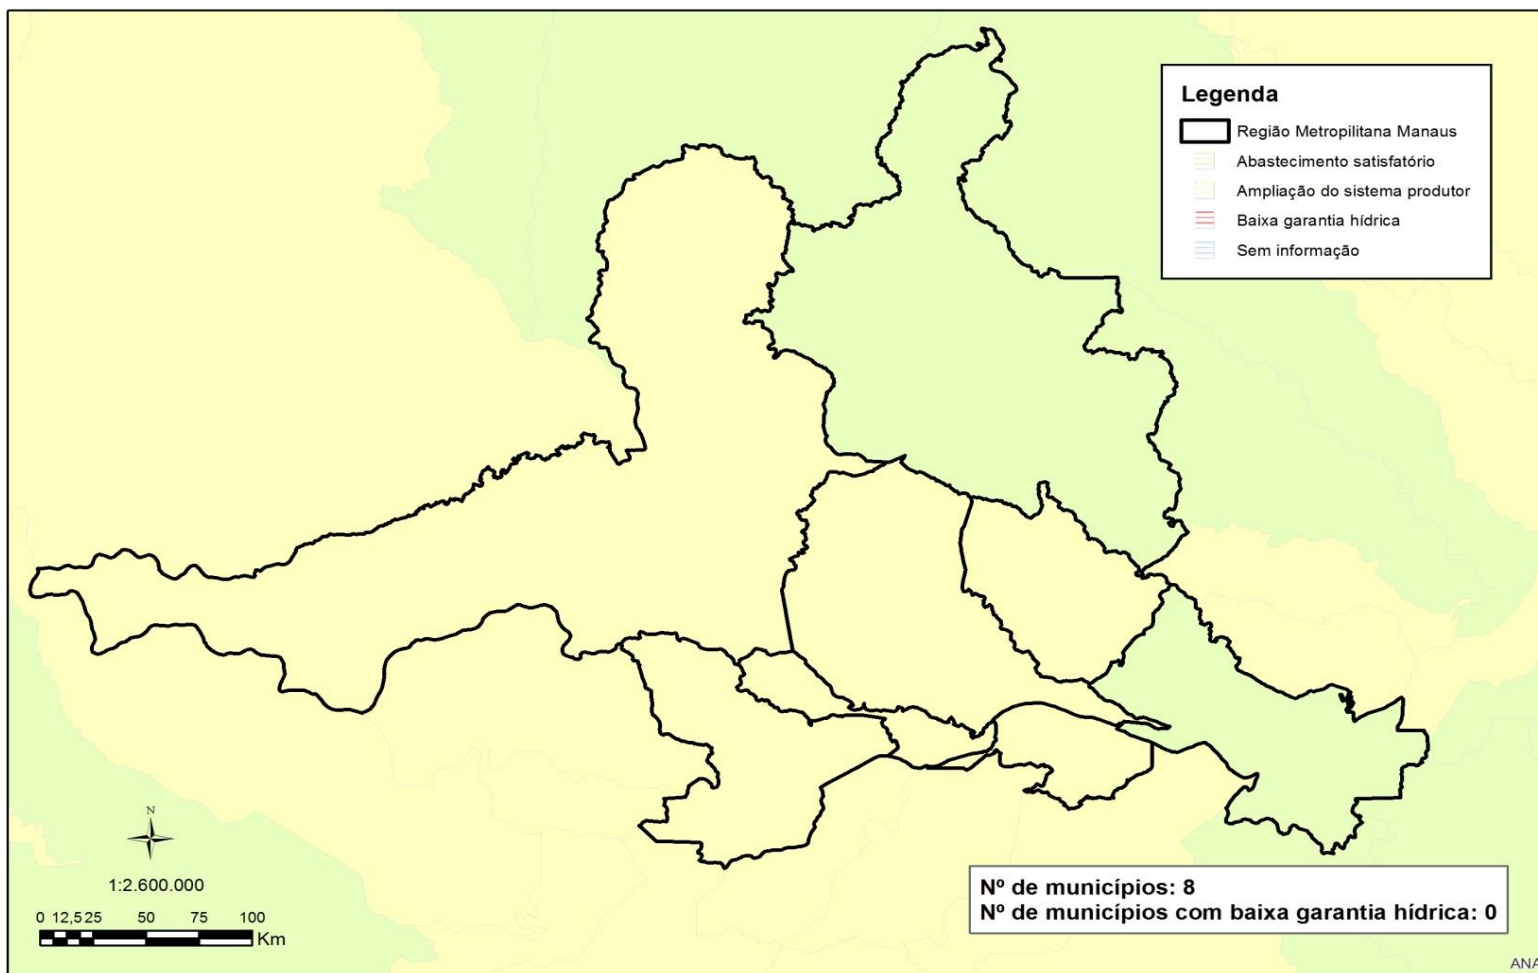 Legenda
Região Metropilitana Manaus
Abastecimento satisfatório
Ampliação do sistema produtor
Baixa garantia hídrica
Sem informação
N
1:2.600.000
0 12,5 25 50 75 100
Km
Nº de municípios: 8
Nº de municípios com baixa garantia hídrica: 0
ANA